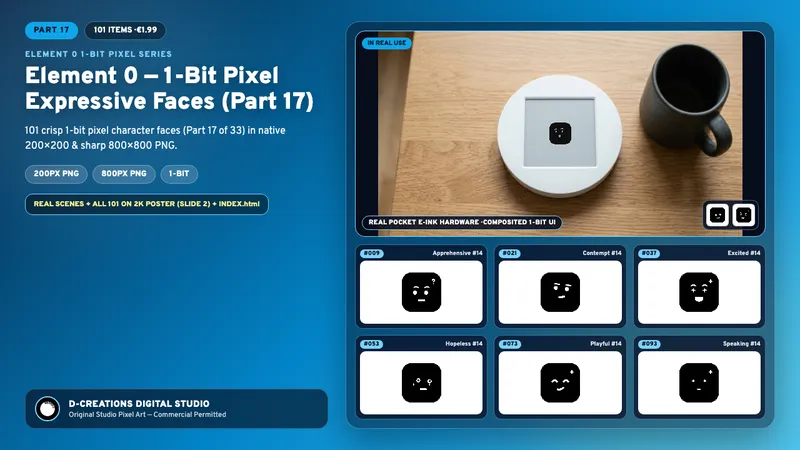 PART 17
101 ITEMS · €1.99
ELEMENT 0 1-BIT PIXEL SERIES
Element 0 — 1-Bit Pixel
Expressive Faces (Part 17)
101 crisp 1-bit pixel character faces (Part 17 of 33) in native
200×200 & sharp 800×800 PNG.
200PX PNG
800PX PNG
1-BIT
REAL SCENES + ALL 101 ON 2K POSTER (SLIDE 2) + INDEX.html
D-CREATIONS DIGITAL STUDIO
Original Studio Pixel Art — Commercial Permitted
IN REAL USE
REAL POCKET E-INK HARDWARE · COMPOSITED 1-BIT UI
#009
Apprehensive #14
#021
Contempt #14
#037
Excited #14
#053
Hopeless #14
#073
Playful #14
#093
Speaking #14